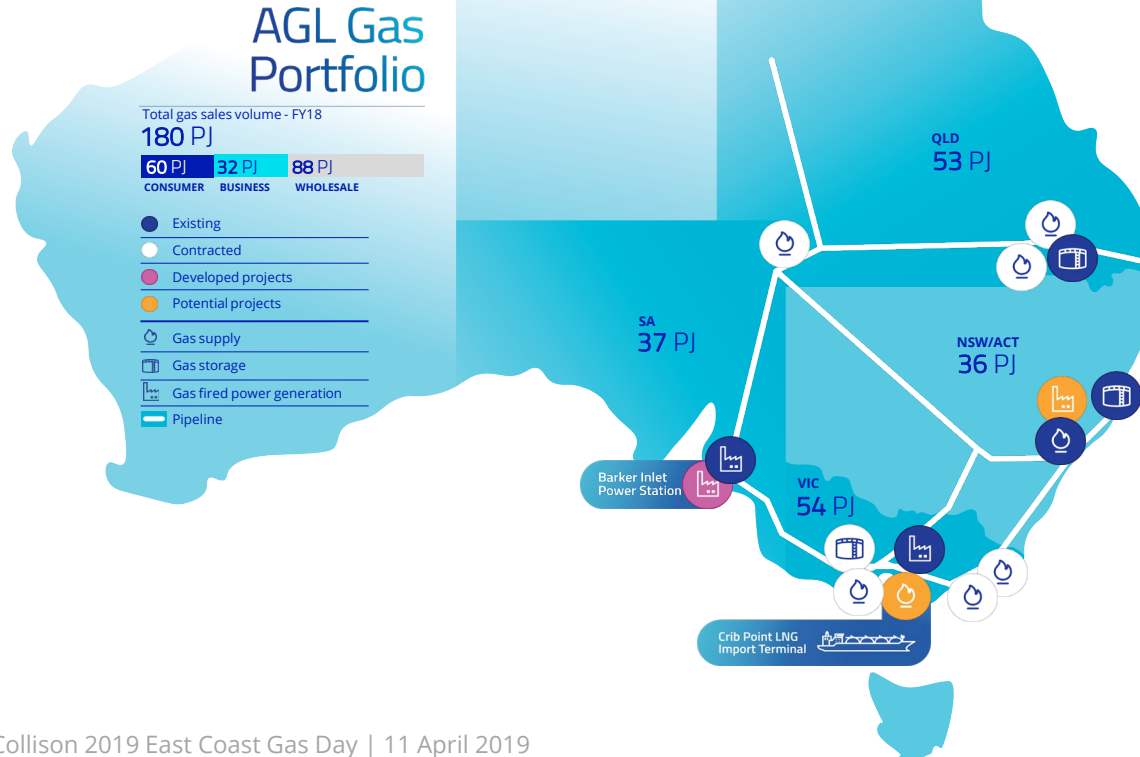 AGL Gas
Portfolio
Total gas sales volume - FY18
180 PJ
60 PJ 32 PJ 88 PJ
CONSUMER BUSINESS WHOLESALE
Existing
Contracted
Developed projects
Potential projects
Gas supply
Gas storage
Gas fired power generation
Pipeline
QLD
53 PJ
SA
37 PJ
NSW/ACT
36 PJ
Barker Inlet
Power Station
VIC
54 PJ
Crib Point LNG
Import Terminal
Collison 2019 East Coast Gas Day | 11 April 2019